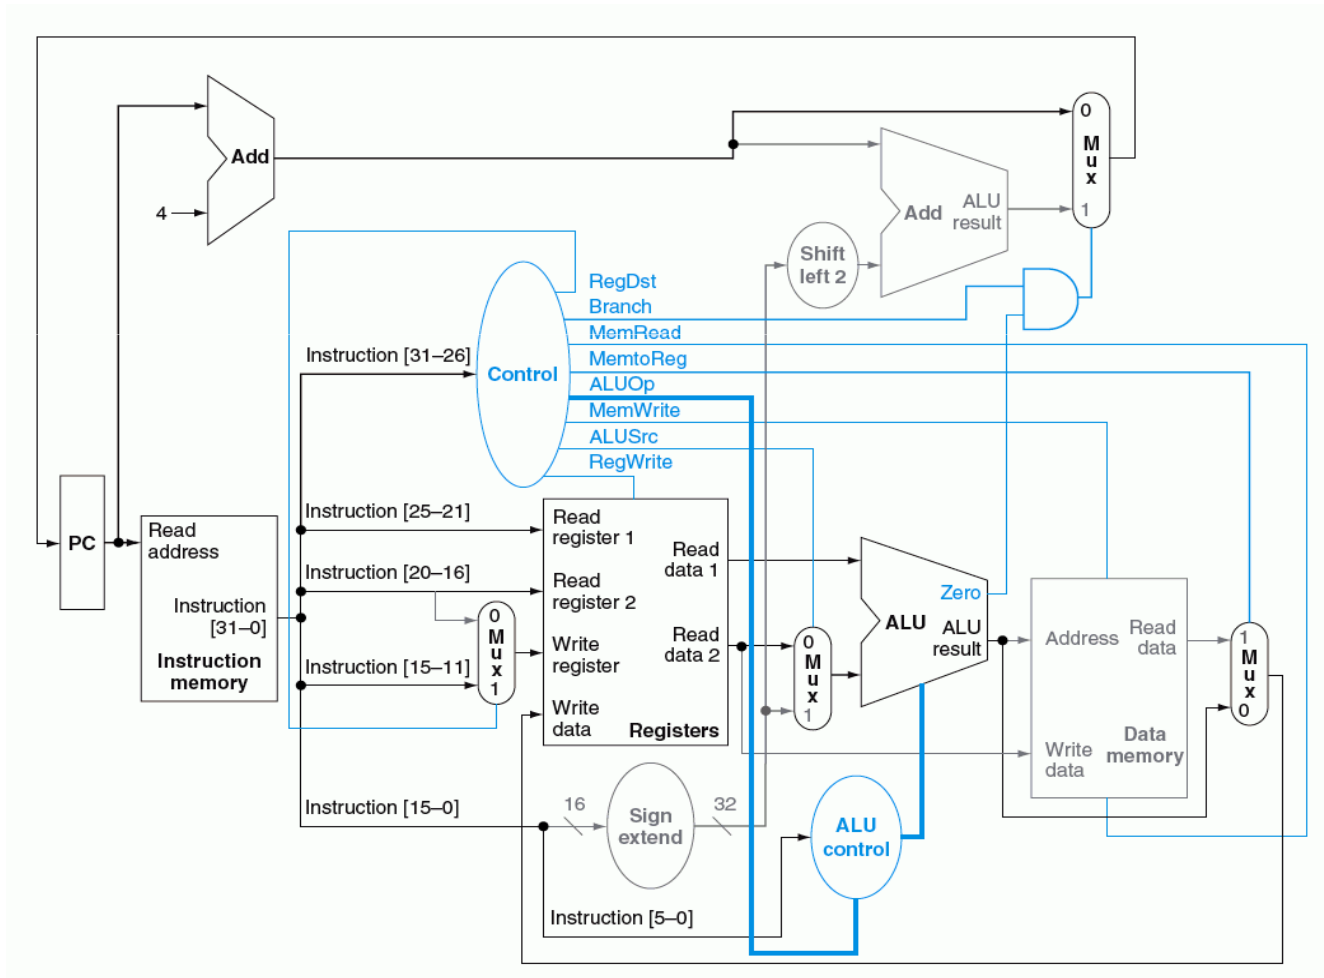 0
M
u
x
1
Add
4
Add
ALU
result
Shift
left 2
RegDst
Branch
MemRead
MemtoReg
ALUOp
MemWrite
ALUSrc
RegWrite
Control
Instruction [31–26]
Instruction [25–21]
Instruction [20–16]
Instruction [15–11]
Instruction [15–0]
Instruction [5–0]
PC
Read
address
Instruction
[31–0]
Instruction
memory
0
M
u
x
1
Read
register 1
Read
register 2
Write
register
Write
data
Read
data 1
Read
data 2
Registers
0
M
u
x
1
Zero
ALU
ALU
result
Address
Read
data
Write
data
Data
memory
1
M
u
x
0
16
Sign
extend
32
ALU
control